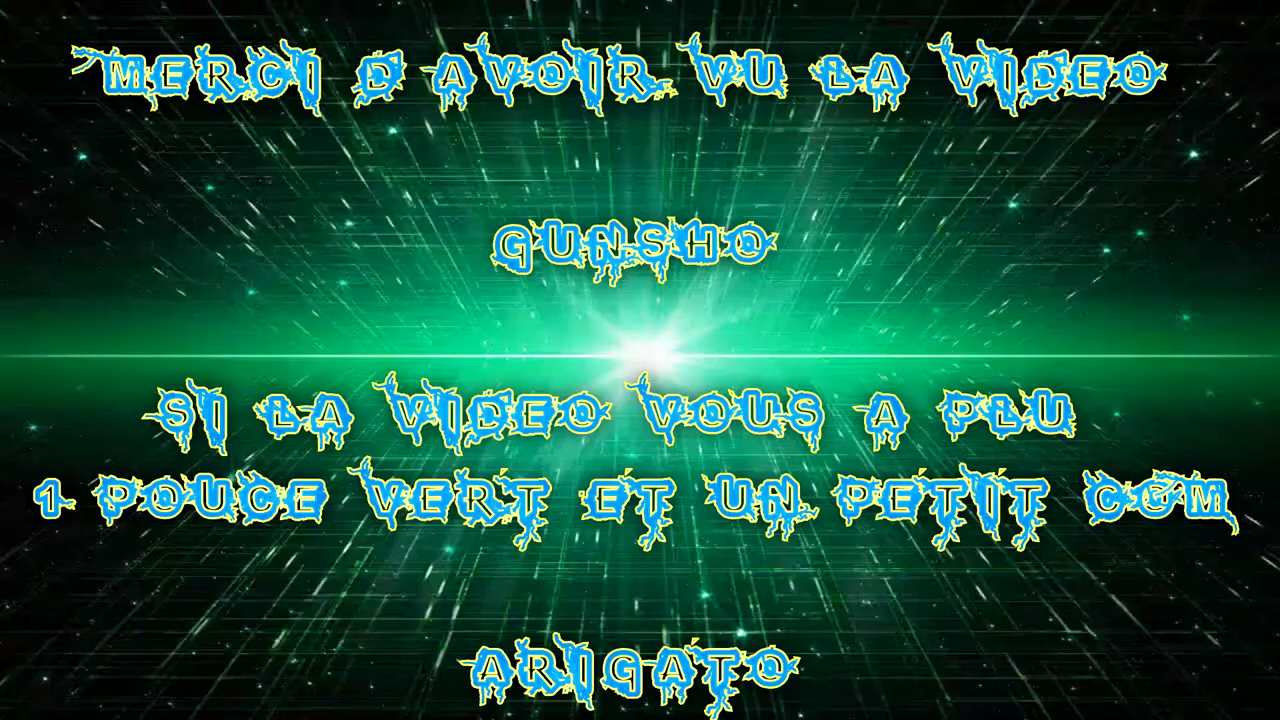 MERCI D AVOIR VU LA VIDEO
GUNSHO
SI LA VIDEO VOUS A PLU
1 POUCE VERT ET UN PETIT COM
ARIGATO